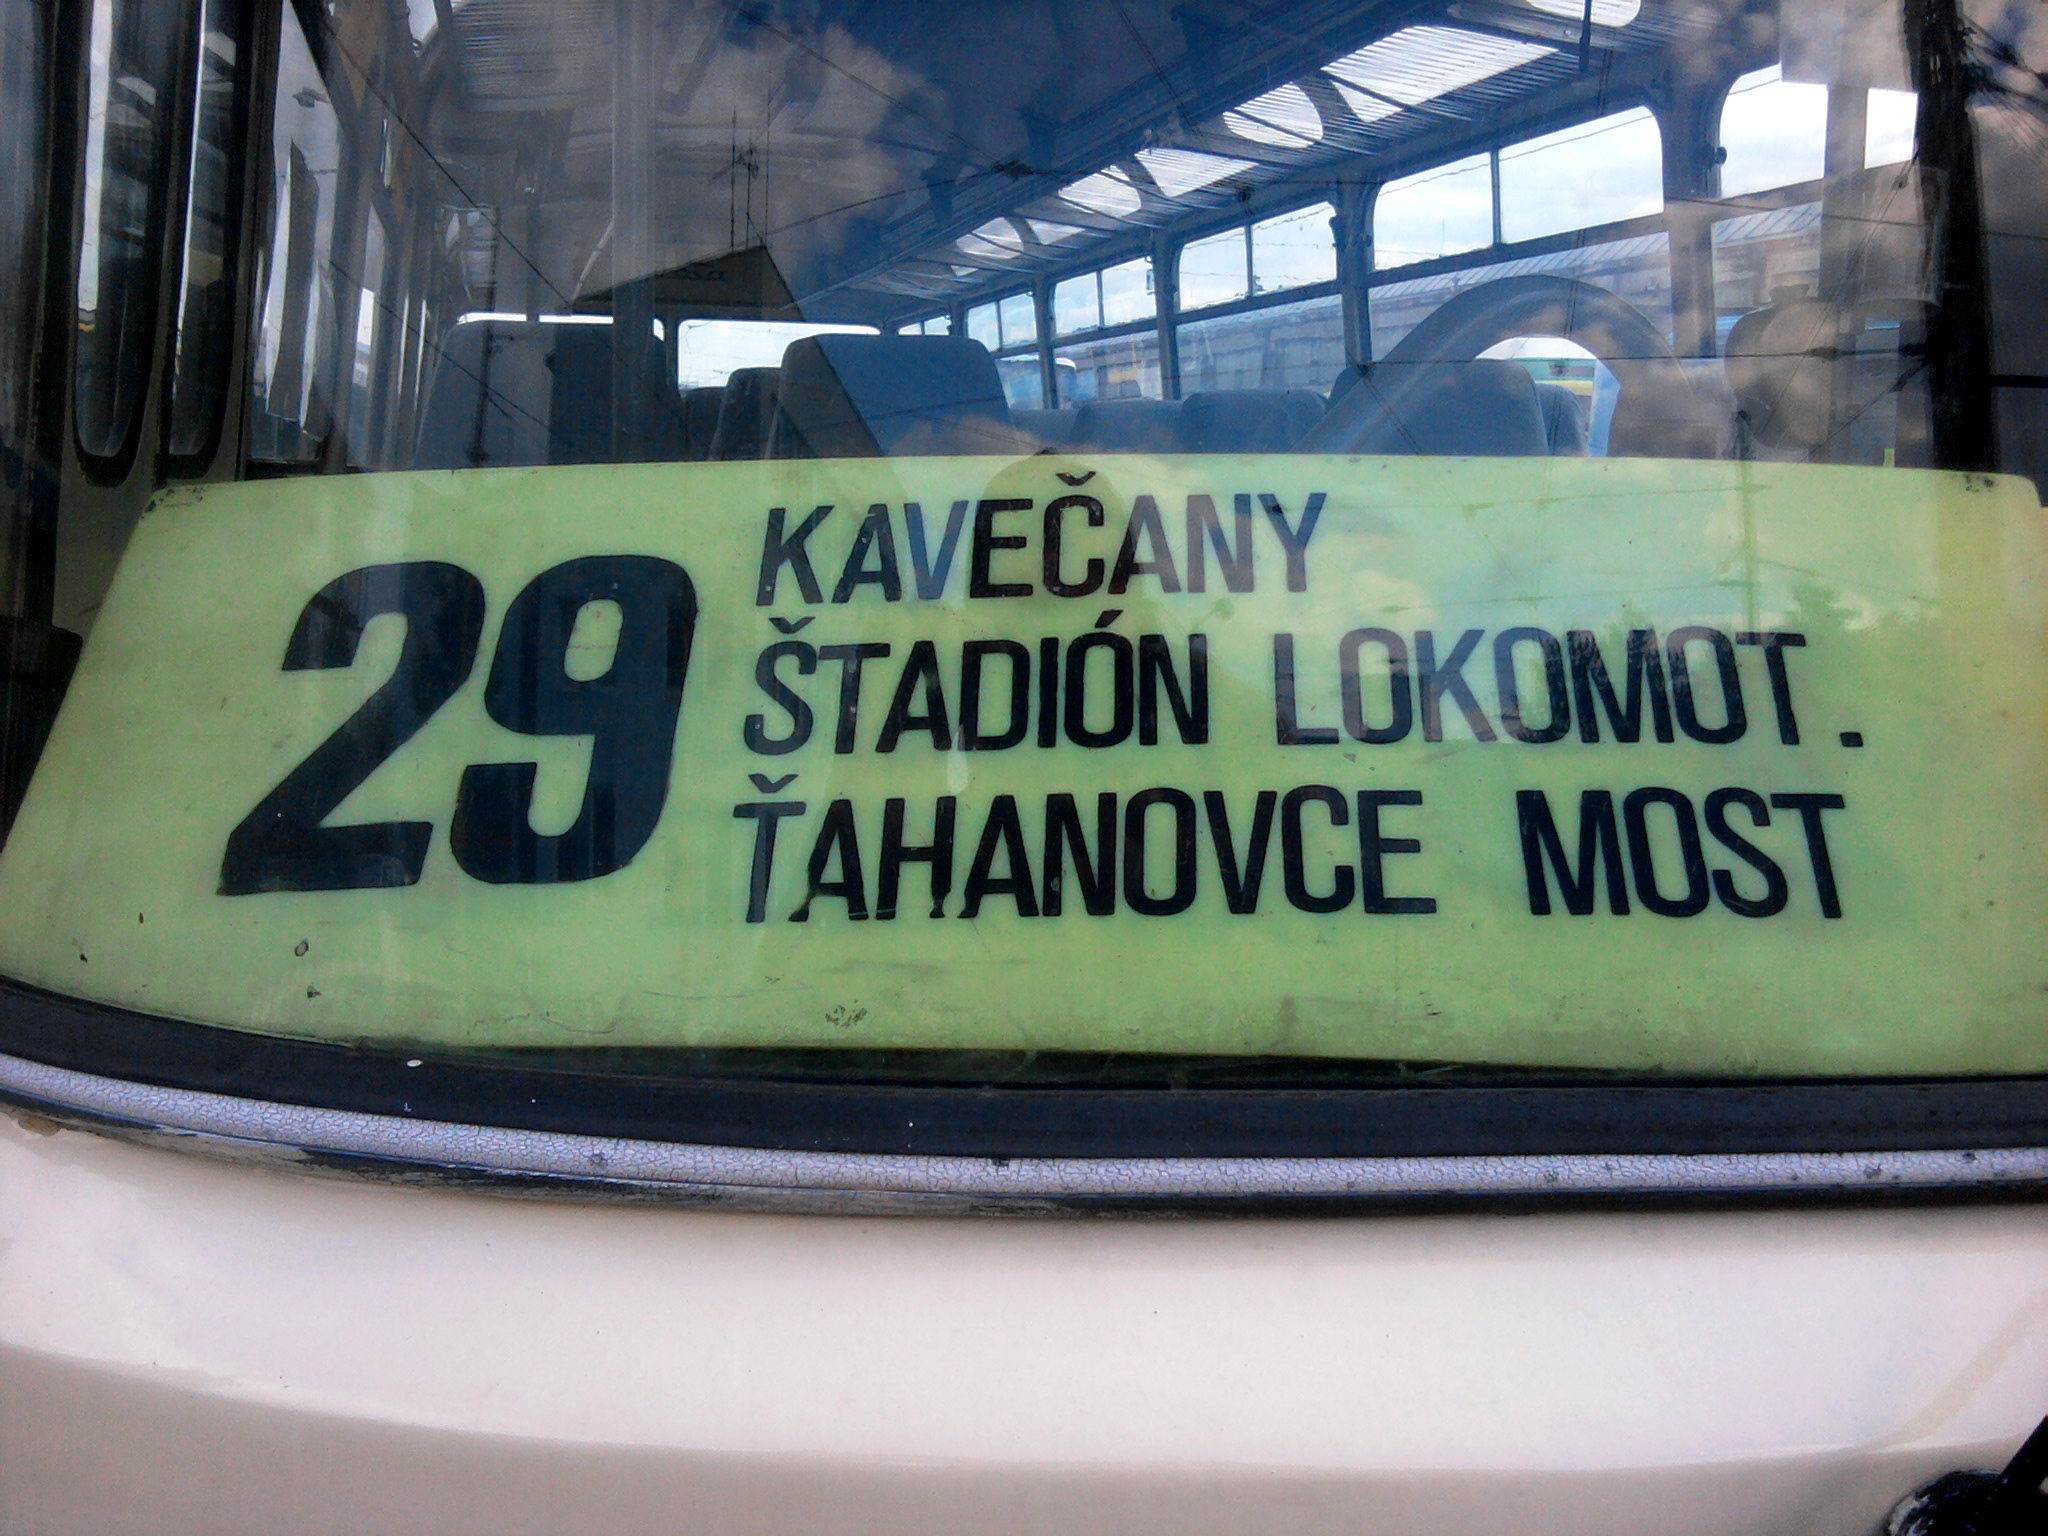 29
KAVEČANY
ŠTADIÓN LOKOMOT.
ŤAHANOVCE MOST